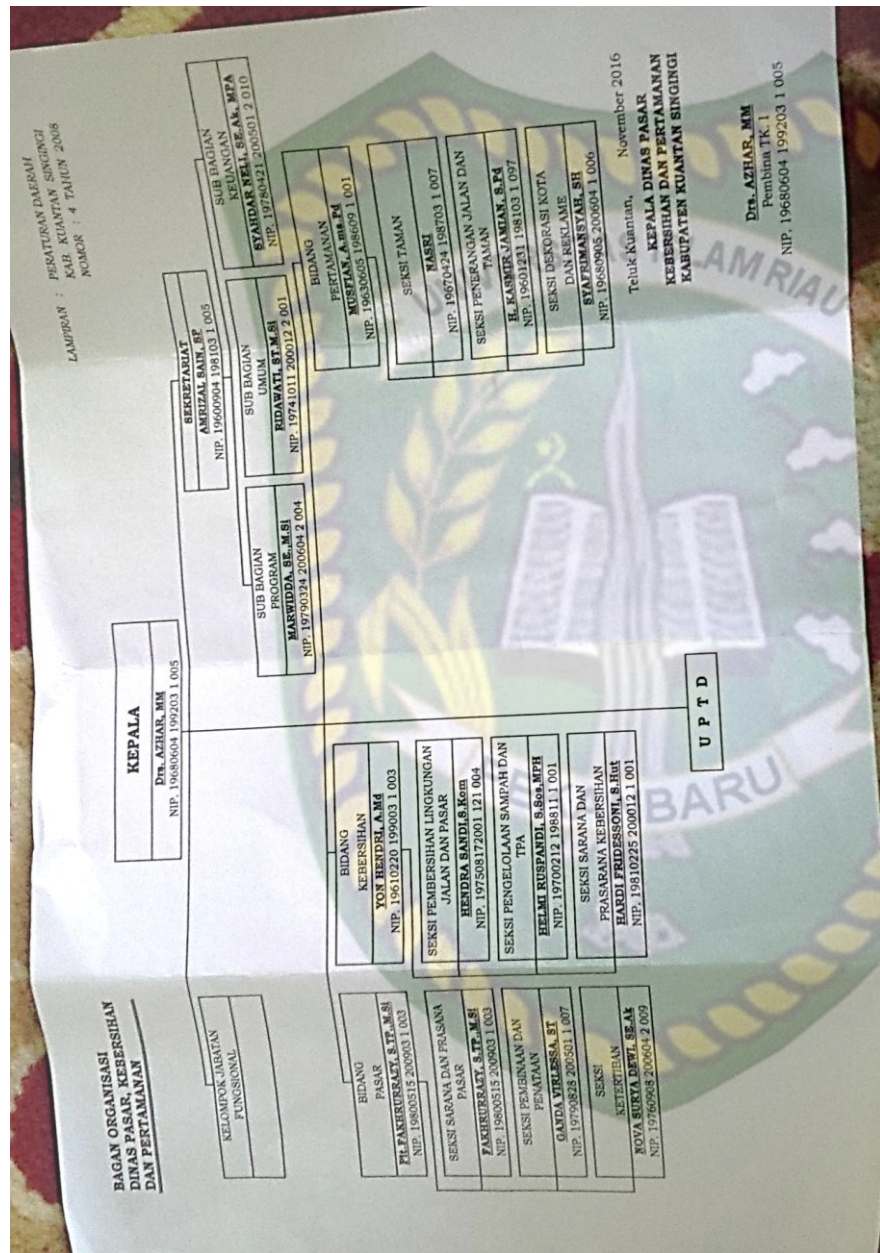 BAGAN ORGANISASI
DINAS PASAR, KEBERSIHAN
DAN PERTAMANAN
LAMPIRAN : PERATURAN DAERAH
KAB. KUANTAN SINGINGI
NOMOR : 4 TAHUN 2008
KEPALA
Drs. AZHAR, MM
NIP. 19680604 199203 1 005
KELOMPOK JABATAN
FUNGSIONAL
SEKRETARIAT
AMRIZAL SAIN, SP
NIP. 19600904 198103 1 005
SUB BAGIAN
PROGRAM
MARWIDDA, SE.,M.SI
NIP. 19790324 200604 2 004
SUB BAGIAN
UMUM
RIDAWATI, ST.M.SI
NIP. 19741011 200012 2 001
SUB BAGIAN
KEUANGAN
SYAHDAR NELI, SE.Ak, MPA
NIP. 19780421 200501 2 010
BIDANG
PASAR
Plt.FAKHRURRAZY, S.TP.,M.SI
NIP. 19800515 200903 1 003
SEKSI SARANA DAN PRASANA
PASAR
FAKHRURRAZY, S.TP.,M.SI
NIP. 19800515 200903 1 003
SEKSI PEMBINAAN DAN
PENATAAN
GANDA VIRLESSA, ST
NIP. 19790828 200501 1 007
SEKSI
KETERTIBAN
NOVA SURYA DEWI, SE.Ak
NIP. 19760908 200604 2 009
BIDANG
KEBERSIHAN
YON HENDRI, A.Md
NIP. 19610220 199003 1 003
SEKSI PEMBERSIHAN LINGKUNGAN
JALAN DAN PASAR
HENDRA SANDI,S.Kom
NIP. 197508172001 121 004
SEKSI PENGELOLAAN SAMPAH DAN
TPA
HELMI RUSPANDI, S.Sos,MPH
NIP. 19700212 198811 1 001
SEKSI SARANA DAN
PRASARANA KEBERSIHAN
HARDI FRIDESSONI, S.Hut
NIP. 19810225 200012 1 001
BIDANG
PERTAMANAN
MUSFIAN, A.ma.Pd
NIP. 19630605 198609 1 001
SEKSI TAMAN
NASRI
NIP. 19670424 198703 1 007
SEKSI PENERANGAN JALAN DAN
TAMAN
H. KASMIR JAMIAN, S.Pd
NIP. 19601231 198103 1 097
SEKSI DEKORASI KOTA
DAN REKLAME
SYAFRIMANSYAH, SH
NIP. 19680905 200604 1 006
U P T D
Teluk Kuantan, November 2016
KEPALA DINAS PASAR
KEBERSIHAN DAN PERTAMANAN
KABUPATEN KUANTAN SINGINGI
Drs. AZHAR, MM
Pembina TK. 1
NIP. 19680604 199203 1 005
ISLAM RIAU